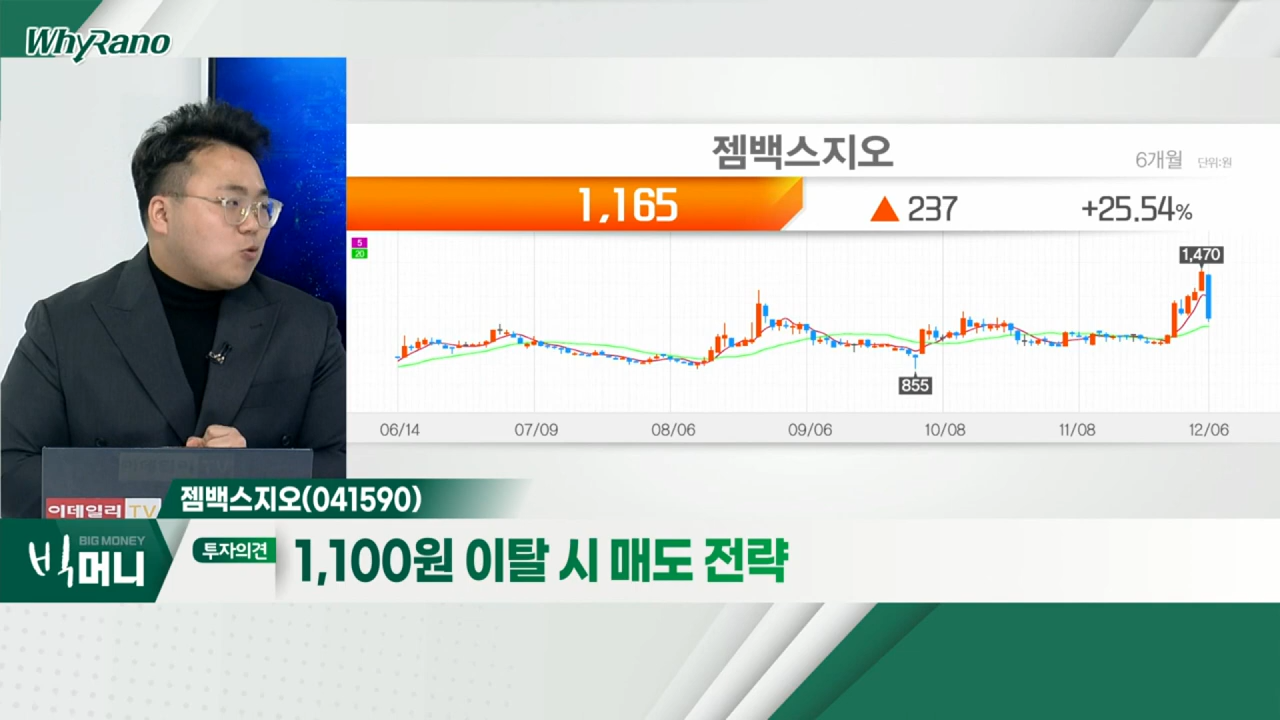 WhyRano
젬백스지오
6개월 단위:원
1,165 ▲ 237 +25.54%
5
20
1,470
855
06/14 07/09 08/06 09/06 10/08 11/08 12/06
이데일리TV
젬백스지오(041590)
BIG MONEY
빅머니
투자의견
1,100원 이탈 시 매도 전략